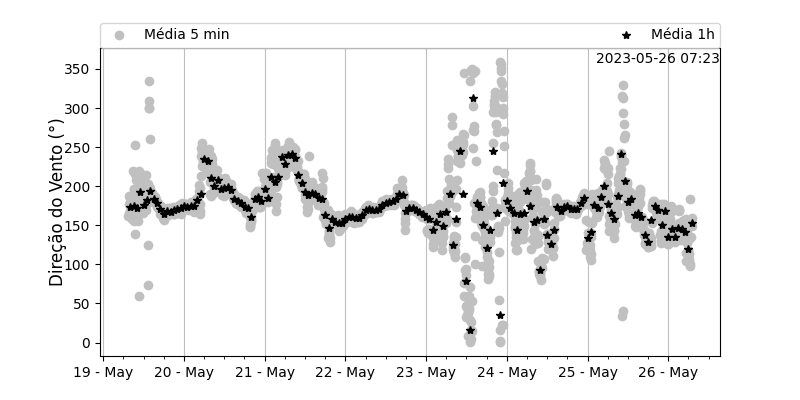 Média 5 min
Média 1h
2023-05-26 07:23
Direção do Vento (°)
350
300
250
200
150
100
50
0
19 - May
20 - May
21 - May
22 - May
23 - May
24 - May
25 - May
26 - May